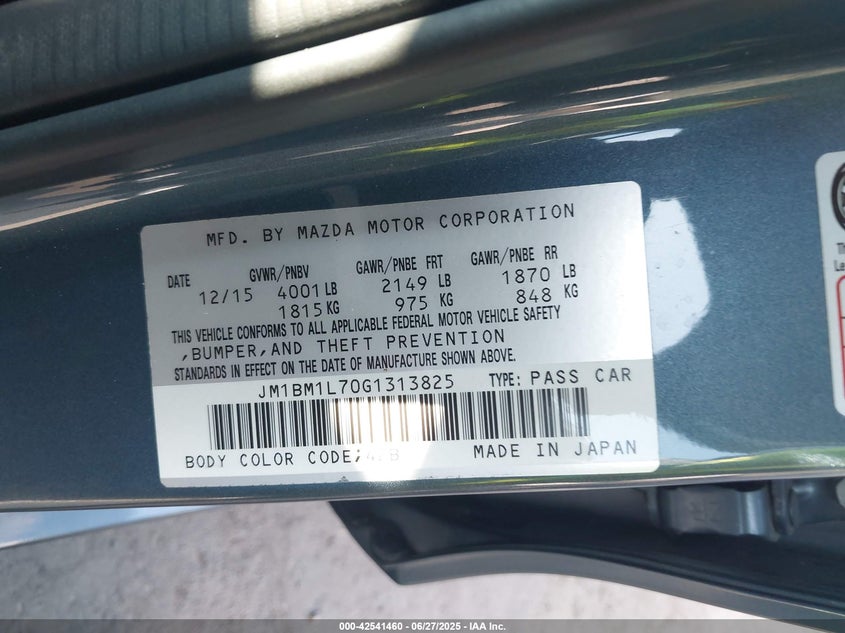 MFD. BY MAZDA MOTOR CORPORATION
DATE GVWR/PNBV GAWR/PNBE FRT GAWR/PNBE RR
12/15 4001 LB 2149 LB 1870 LB
1815 KG 975 KG 848 KG
THIS VEHICLE CONFORMS TO ALL APPLICABLE FEDERAL MOTOR VEHICLE SAFETY
,BUMPER,AND THEFT PREVENTION
STANDARDS IN EFFECT ON THE DATE OF MANUFACTURE SHOWN ABOVE.
JM1BM1L70G1313825 TYPE: PASS CAR
BODY COLOR CODE: MADE IN JAPAN
Th
Le
000-42541460 - 06/27/2025 - IAA Inc.